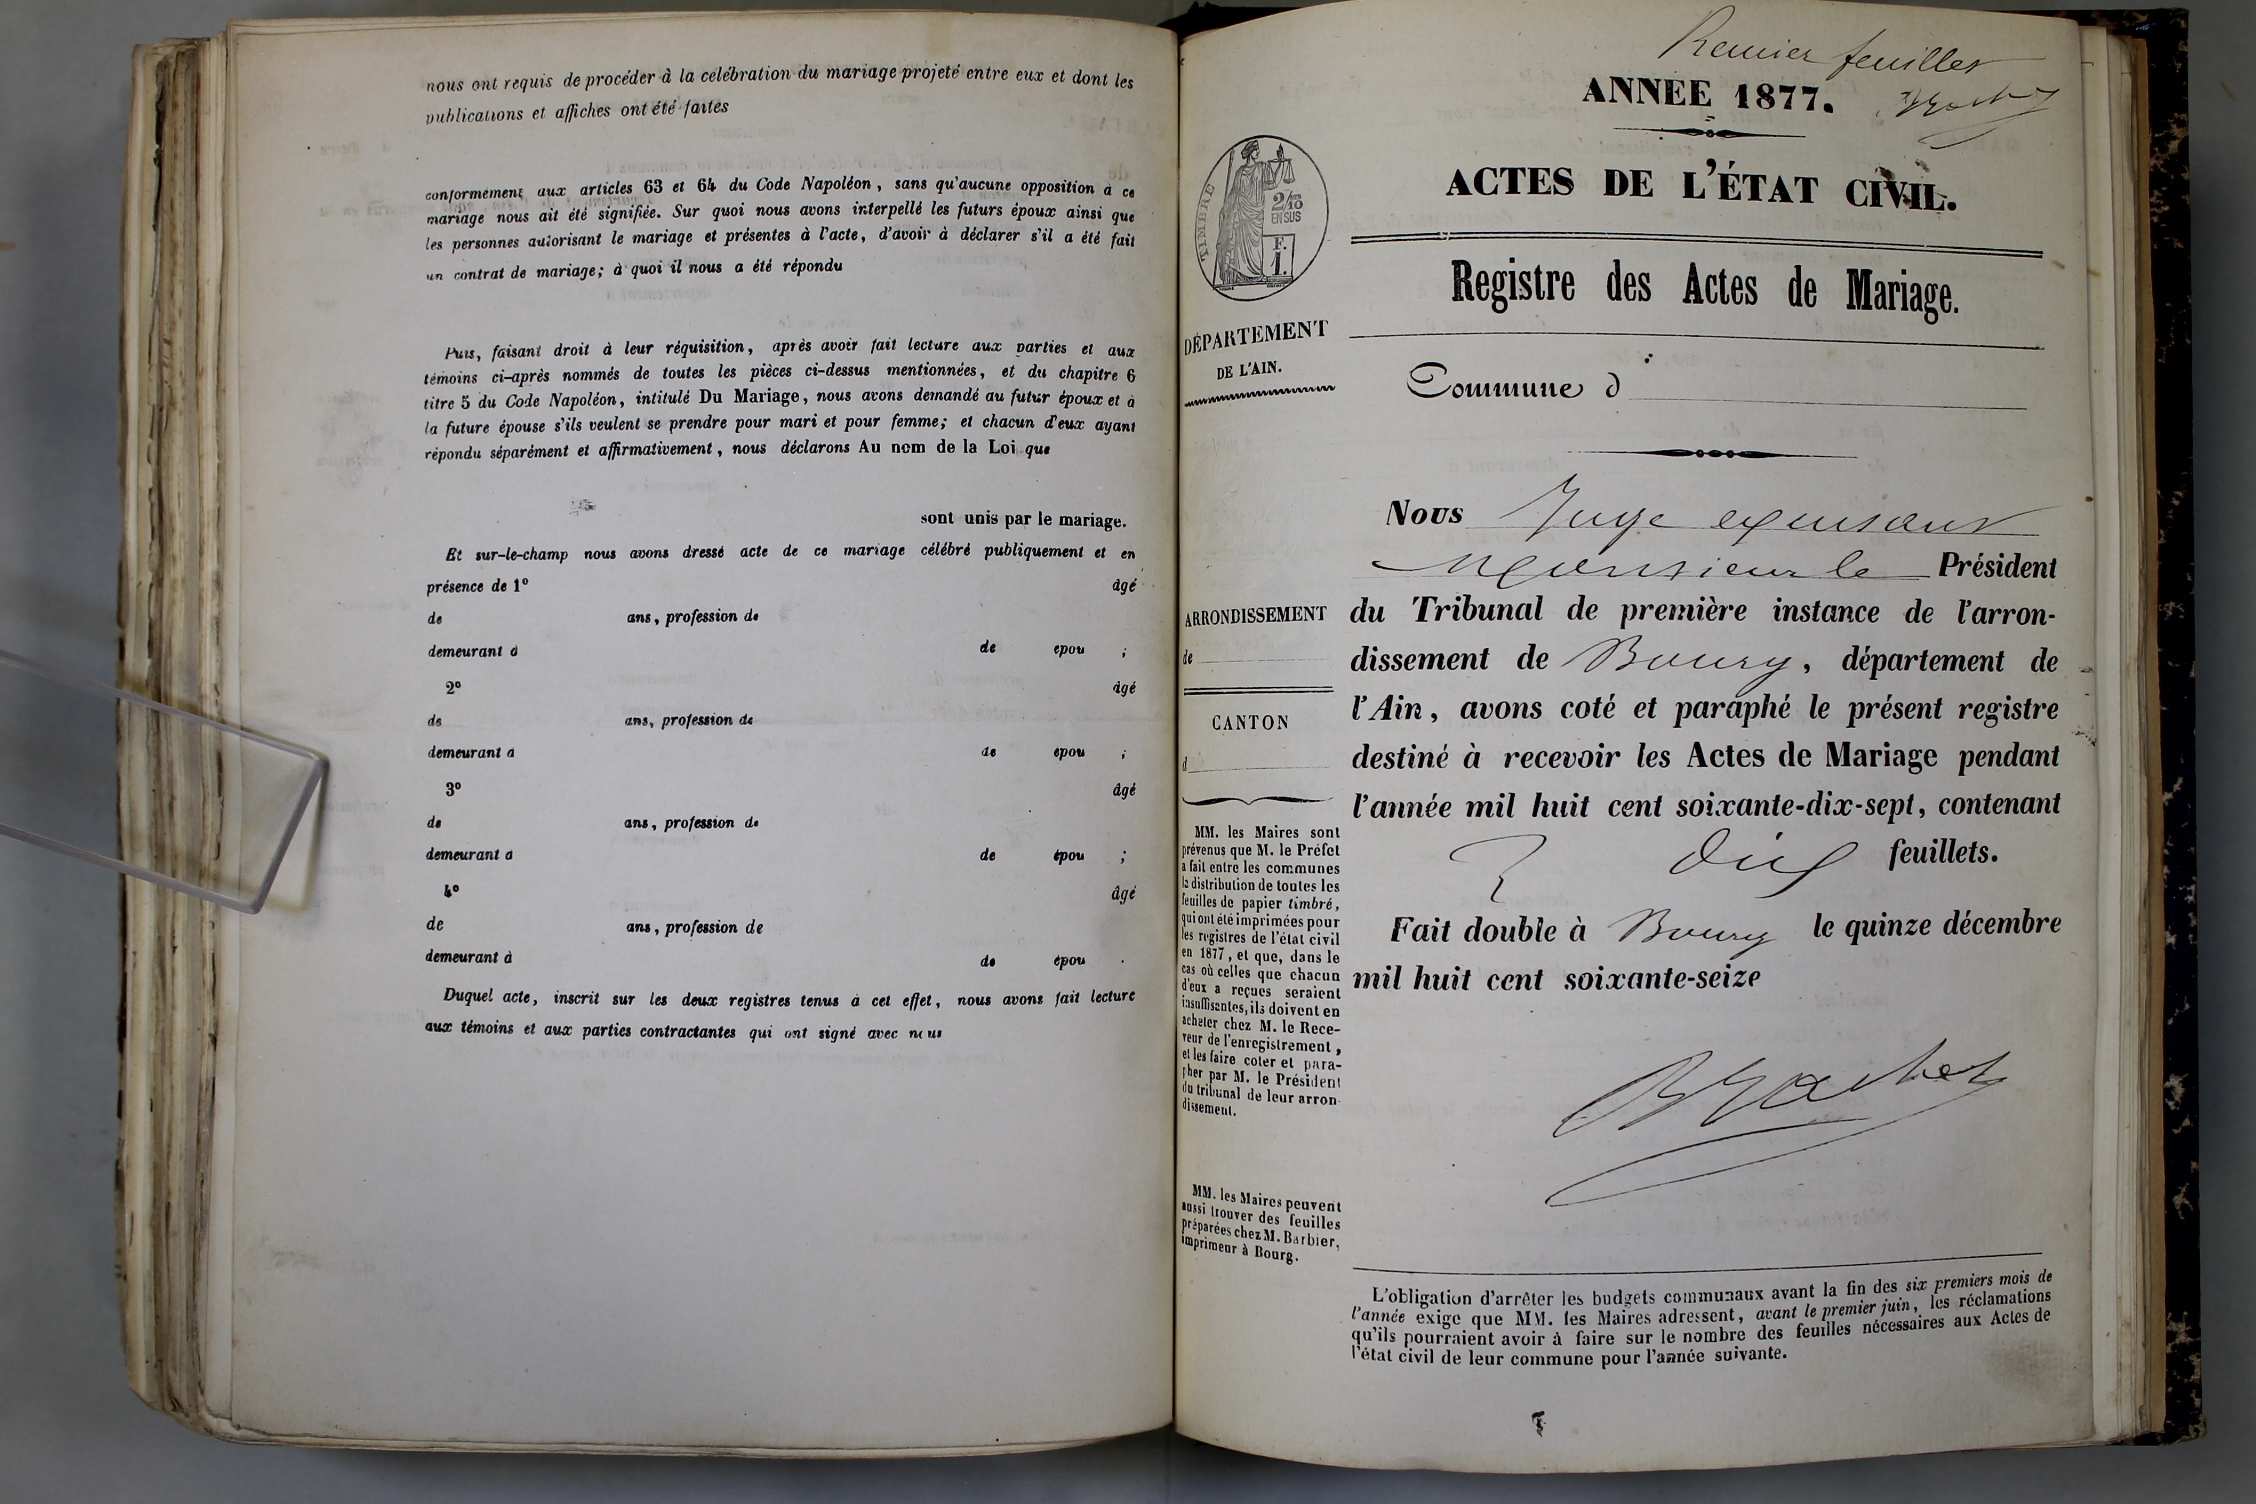 nous ont requis de procéder à la célébration du mariage projeté entre eux et dont les
publications et affiches ont été faites
conformément aux articles 63 et 64 du Code Napoléon, sans qu'aucune opposition à ce
mariage nous ait été signifiée. Sur quoi nous avons interpellé les futurs époux ainsi que
les personnes autorisant le mariage et présentes à l'acte, d'avoir à déclarer s'il a été fait
un contrat de mariage; à quoi il nous a été répondu
Puis, faisant droit à leur réquisition, après avoir fait lecture aux parties et aux
témoins ci-après nommés de toutes les pièces ci-dessus mentionnées, et du chapitre 6
titre 5 du Code Napoléon, intitulé Du Mariage, nous avons demandé au futur époux et à
la future épouse s'ils veulent se prendre pour mari et pour femme; et chacun d'eux ayant
répondu séparément et affirmativement, nous déclarons Au nom de la Loi que
sont unis par le mariage.
Et sur-le-champ nous avons dressé acte de ce mariage célébré publiquement et en
présence de 1º âgé
de ans, profession de
demeurant à de épou ;
2º âgé
de ans, profession de
demeurant à de épou ;
3º âgé
de ans, profession de
demeurant à de épou ;
4º âgé
de ans, profession de
demeurant à de épou .
Duquel acte, inscrit sur les deux registres tenus à cet effet, nous avons fait lecture
aux témoins et aux parties contractantes qui ont signé avec nous
Premier feuillet
ANNÉE 1877.
ACTES DE L'ÉTAT CIVIL.
TIMBRE
2/10
EN SUS
F.
1.
Registre des Actes de Mariage.
DÉPARTEMENT
DE L'AIN.
Commune d
Nous Juge exerçant
Monsieur le Président
du Tribunal de première instance de l'arron-
dissement de Bourg, département de
l'Ain, avons coté et paraphé le présent registre
destiné à recevoir les Actes de Mariage pendant
l'année mil huit cent soixante-dix-sept, contenant
dix feuillets.
Fait double à Bourg le quinze décembre
mil huit cent soixante-seize
ARRONDISSEMENT
de
CANTON
d
MM. les Maires sont
prévenus que M. le Préfet
a fait entre les communes
la distribution de toutes les
feuilles de papier timbré,
qui ont été imprimées pour
les registres de l'état civil
en 1877, et que, dans le
cas où celles que chacun
d'eux a reçues seraient
insuffisantes, ils doivent en
acheter chez M. le Rece-
veur de l'enregistrement,
et les faire coter et para-
pher par M. le Président
du tribunal de leur arron-
dissement.
MM. les Maires peuvent
aussi trouver des feuilles
préparées chez M. Barbier,
imprimeur à Bourg.
L'obligation d'arrêter les budgets communaux avant la fin des six premiers mois de
l'année exige que MM. les Maires adressent, avant le premier juin, les réclamations
qu'ils pourraient avoir à faire sur le nombre des feuilles nécessaires aux Actes de
l'état civil de leur commune pour l'année suivante.